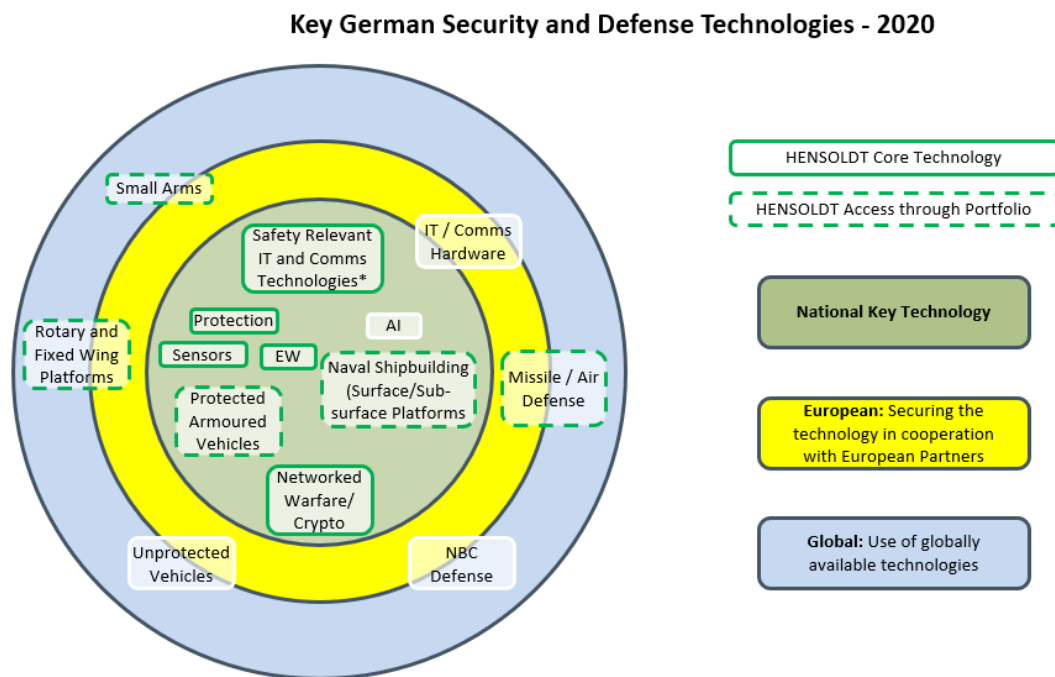 Key German Security and Defense Technologies - 2020
Small Arms
Safety Relevant
IT and Comms
Technologies*
IT / Comms
Hardware
Protection
AI
Sensors
EW
Rotary and
Fixed Wing
Platforms
Naval Shipbuilding
(Surface/Sub-
surface Platforms
Missile / Air
Defense
Protected
Armoured
Vehicles
Networked
Warfare/
Crypto
Unprotected
Vehicles
NBC
Defense
HENSOLDT Core Technology
HENSOLDT Access through Portfolio
National Key Technology
European: Securing the
technology in cooperation
with European Partners
Global: Use of globally
available technologies